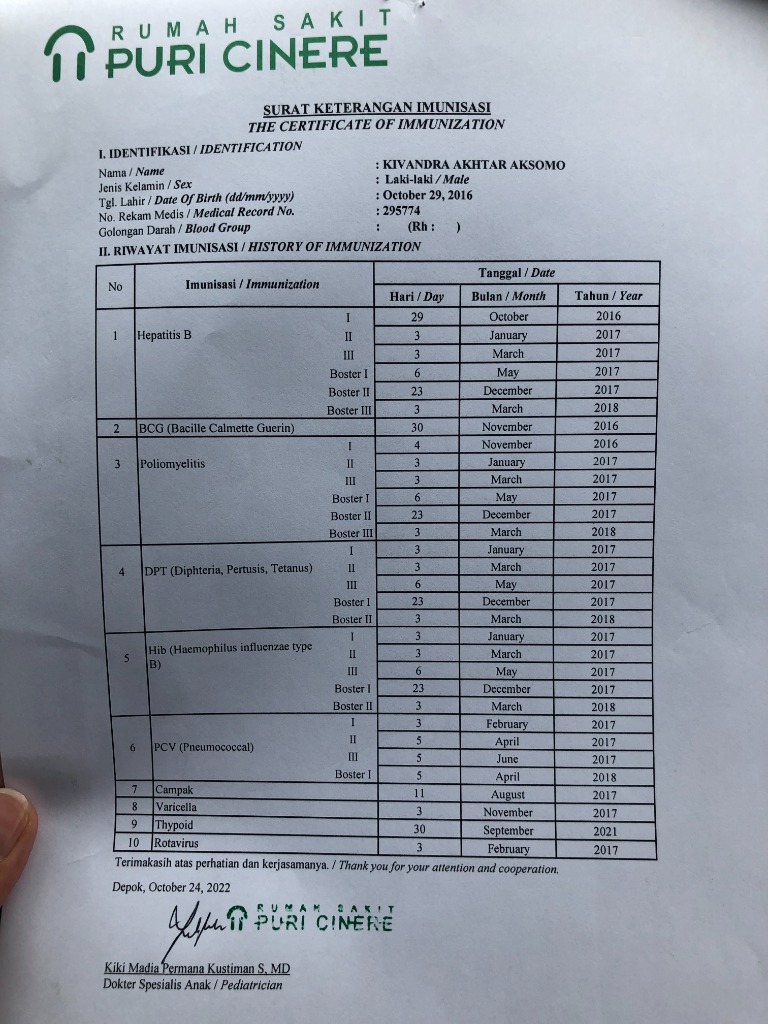 RUMAH SAKIT
PURI CINERE
SURAT KETERANGAN IMUNISASI
THE CERTIFICATE OF IMMUNIZATION
I. IDENTIFIKASI / IDENTIFICATION
Nama / Name : KIVANDRA AKHTAR AKSOMO
Jenis Kelamin / Sex : Laki-laki / Male
Tgl. Lahir / Date Of Birth (dd/mm/yyyy) : October 29, 2016
No. Rekam Medis / Medical Record No. : 295774
Golongan Darah / Blood Group : (Rh : )
II. RIWAYAT IMUNISASI / HISTORY OF IMMUNIZATION
No Imunisasi / Immunization Tanggal / Date
Hari / Day Bulan / Month Tahun / Year
I 29 October 2016
1 Hepatitis B II 3 January 2017
III 3 March 2017
Boster I 6 May 2017
Boster II 23 December 2017
Boster III 3 March 2018
2 BCG (Bacille Calmette Guerin) 30 November 2016
I 4 November 2016
3 Poliomyelitis II 3 January 2017
III 3 March 2017
Boster I 6 May 2017
Boster II 23 December 2017
Boster III 3 March 2018
I 3 January 2017
4 DPT (Diphteria, Pertusis, Tetanus) II 3 March 2017
III 6 May 2017
Boster I 23 December 2017
Boster II 3 March 2018
I 3 January 2017
5 Hib (Haemophilus influenzae type B) II 3 March 2017
III 6 May 2017
Boster I 23 December 2017
Boster II 3 March 2018
I 3 February 2017
6 PCV (Pneumococcal) II 5 April 2017
III 5 June 2017
Boster I 5 April 2018
7 Campak 11 August 2017
8 Varicella 3 November 2017
9 Thypoid 30 September 2021
10 Rotavirus 3 February 2017
Terimakasih atas perhatian dan kerjasamanya. / Thank you for your attention and cooperation.
Depok, October 24, 2022
RUMAH SAKIT
PURI CINERE
Kiki Madia Permana Kustiman S, MD
Dokter Spesialis Anak / Pediatrician